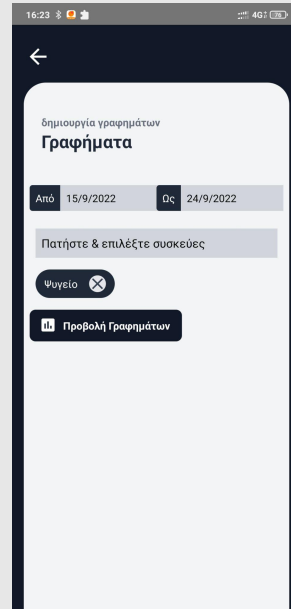 16:23 4G 76
δημιουργία γραφημάτων
Γραφήματα
Από 15/9/2022 Ως 24/9/2022
Πατήστε & επιλέξτε συσκευές
Ψυγείο
Προβολή Γραφημάτων